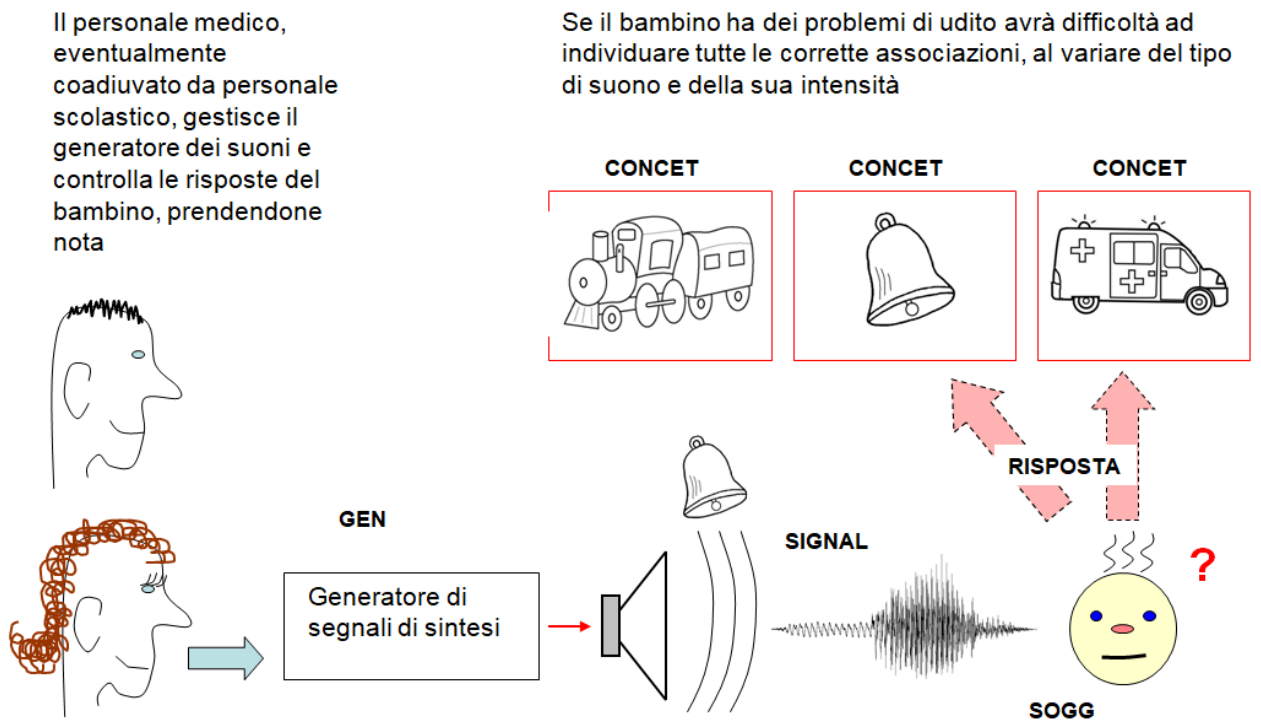 Il personale medico,
eventualmente
coadiuvato da personale
scolastico, gestisce il
generatore dei suoni e
controlla le risposte del
bambino, prendendone
nota
Se il bambino ha dei problemi di udito avrà difficoltà ad
individuare tutte le corrette associazioni, al variare del tipo
di suono e della sua intensità
CONCET
CONCET
CONCET
RISPOSTA
GEN
SIGNAL
?
Generatore di
segnali di sintesi
SOGG